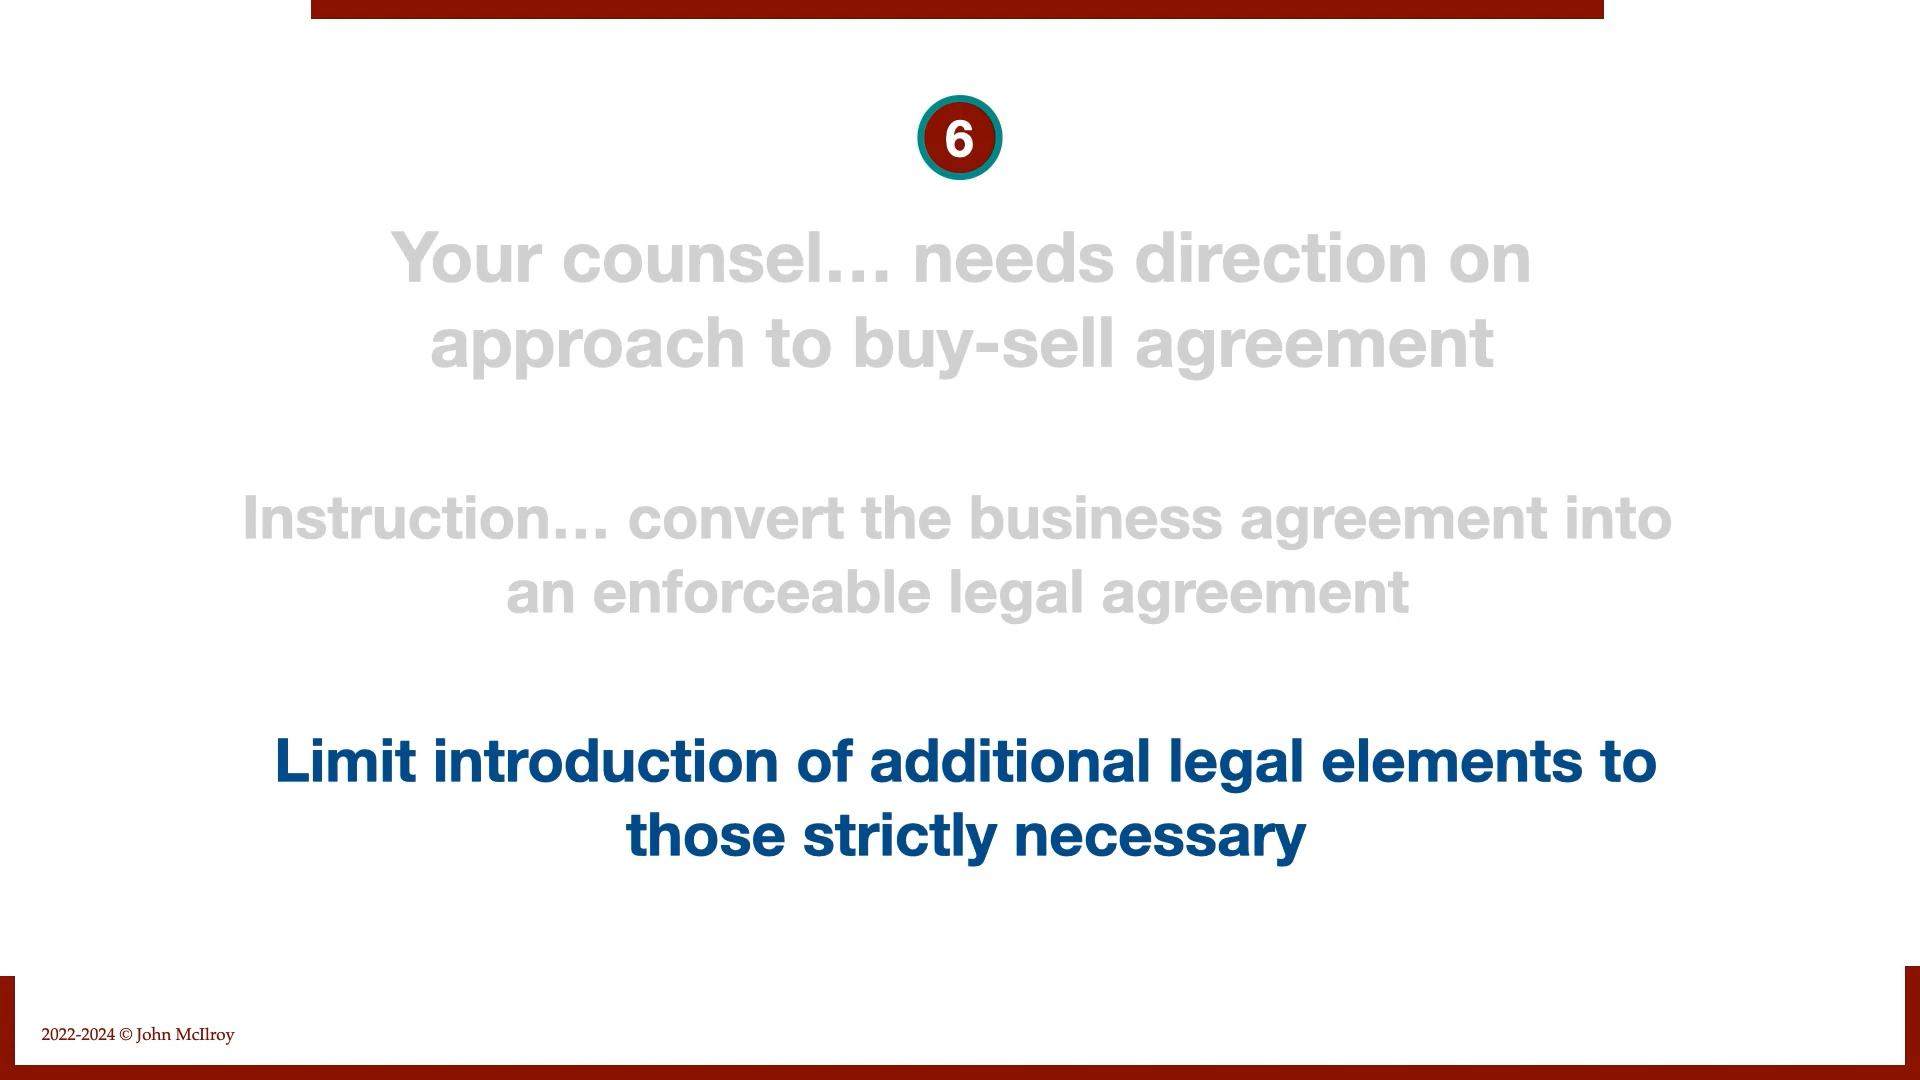 6
Your counsel… needs direction on
approach to buy-sell agreement
Instruction… convert the business agreement into
an enforceable legal agreement
Limit introduction of additional legal elements to
those strictly necessary
2022-2024 © John McIlroy